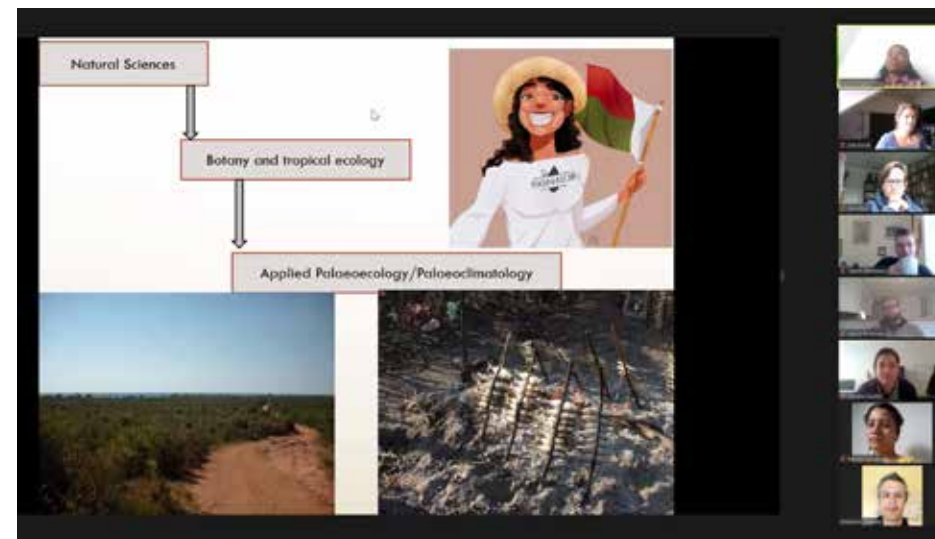 Natural Sciences
Botany and tropical ecology
Applied Palaeoecology/Palaeoclimatology